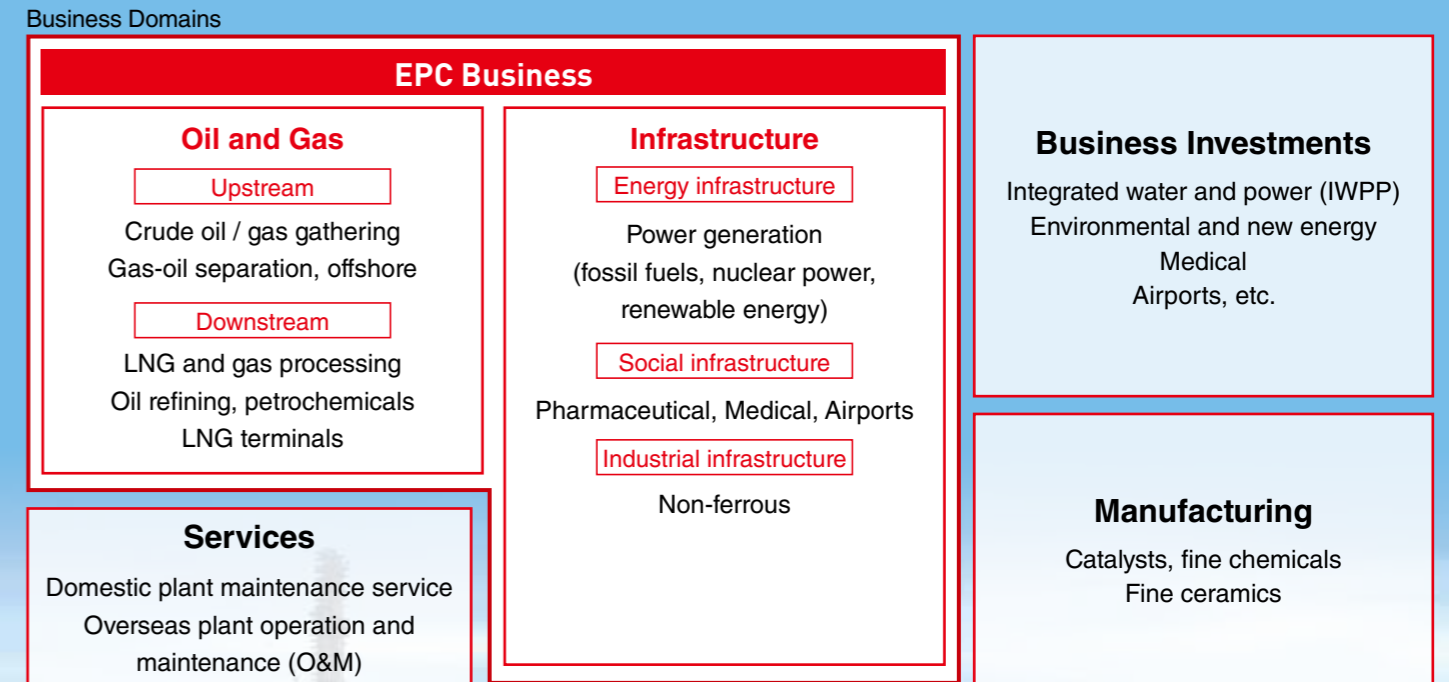 Business Domains
EPC Business
Oil and Gas
Upstream
Crude oil / gas gathering
Gas-oil separation, offshore
Downstream
LNG and gas processing
Oil refining, petrochemicals
LNG terminals
Infrastructure
Energy infrastructure
Power generation
(fossil fuels, nuclear power,
renewable energy)
Social infrastructure
Pharmaceutical, Medical, Airports
Industrial infrastructure
Non-ferrous
Services
Domestic plant maintenance service
Overseas plant operation and
maintenance (O&M)
Business Investments
Integrated water and power (IWPP)
Environmental and new energy
Medical
Airports, etc.
Manufacturing
Catalysts, fine chemicals
Fine ceramics